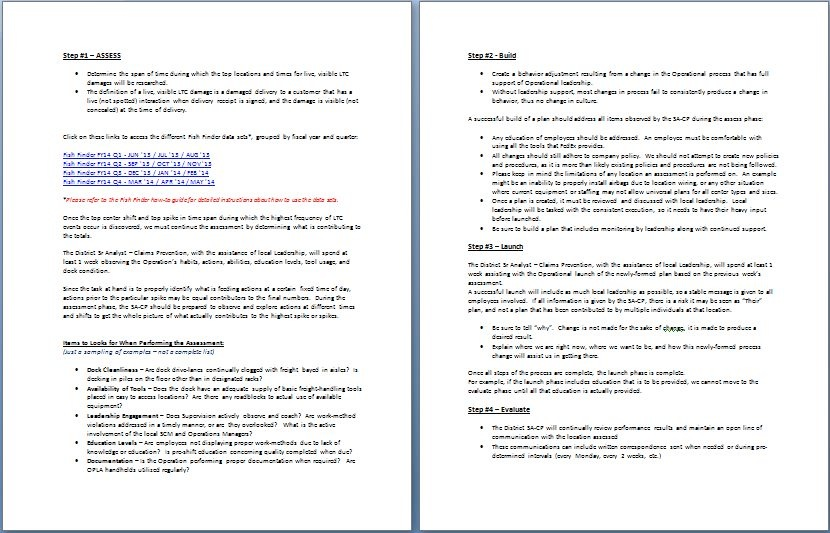 Step #1 – ASSESS
• Determine the span of time during which the top locations and times for live, visible LTC
damages will be researched.
• The definition of a live, visible LTC damage is a damaged delivery to a customer that has a
live (not spotted) interaction when delivery receipt is signed, and the damage is visible (not
concealed) at the time of delivery.
Click on these links to access the different Fish Finder data sets*, grouped by fiscal year and quarter:
Fish Finder FY14 Q1 - JUN '13 / JUL '13 / AUG '13
Fish Finder FY14 Q2 - SEP '13 / OCT '13 / NOV '13
Fish Finder FY14 Q3 - DEC '13 / JAN '14 / FEB '14
Fish Finder FY14 Q4 - MAR '14 / APR '14 / MAY '14
*Please refer to the Fish Finder how-to guide for detailed instructions about how to use the data sets.
Once the top center shift and top spike in time span during which the highest frequency of LTC
events occur is discovered, we must continue the assessment by determining what is contributing to
the totals.
The District Sr Analyst – Claims Prevention, with the assistance of local Leadership, will spend at
least 1 week observing the Operation's habits, actions, abilities, education levels, tool usage, and
dock condition.
Since the task at hand is to properly identify what is feeding actions at a certain fixed time of day,
actions prior to the particular spike may be equal contributors to the final numbers. During the
assessment phase, the SA-CP should be prepared to observe and explore actions at different times
and shifts to get the whole picture of what actually contributes to the highest spike or spikes.
Items to Looks for When Performing the Assessment:
(Just a sampling of examples – not a complete list)
• Dock Cleanliness – Are dock drive-lanes continually clogged with freight bayed in aisles? Is
decking in piles on the floor other than in designated racks?
• Availability of Tools – Does the dock have an adequate supply of basic freight-handling tools
placed in easy to access locations? Are there any roadblocks to actual use of available
equipment?
• Leadership Engagement – Does Supervision actively observe and coach? Are work-method
violations addressed in a timely manner, or are they overlooked? What is the active
involvement of the local SCM and Operations Managers?
• Education Levels – Are employees not displaying proper work-methods due to lack of
knowledge or education? Is pre-shift education concerning quality completed when due?
• Documentation – Is the Operation performing proper documentation when required? Are
OPLA handhelds utilized regularly?
Step #2 - Build
• Create a behavior adjustment resulting from a change in the Operational process that has full
support of Operational leadership.
• Without leadership support, most changes in process fail to consistently produce a change in
behavior, thus no change in culture.
A successful build of a plan should address all items observed by the SA-CP during the assess phase:
• Any education of employees should be addressed. An employee must be comfortable with
using all the tools that FedEx provides.
• All changes should still adhere to company policy. We should not attempt to create new policies
and procedures, as it is more than likely existing policies and procedures are not being followed.
• Please keep in mind the limitations of any location an assessment is performed on. An example
might be an inability to properly install airbags due to location wiring, or any other situation
where current equipment or staffing may not allow universal plans for all center types and sizes.
• Once a plan is created, it must be reviewed and discussed with local leadership. Local
leadership will be tasked with the consistent execution, so it needs to have their heavy input
before launched.
• Be sure to build a plan that includes monitoring by leadership along with continued support.
Step #3 – Launch
The District Sr Analyst – Claims Prevention, with the assistance of local Leadership, will spend at least 1
week assisting with the Operational launch of the newly-formed plan based on the previous week's
assessment.
A successful launch will include as much local leadership as possible, so a stable message is given to all
employees involved. If all information is given by the SA-CP, there is a risk it may be seen as "Their"
plan, and not a plan that has been contributed to by multiple individuals at that location.
• Be sure to tell "why". Change is not made for the sake of change, it is made to produce a
desired result.
• Explain where we are right now, where we want to be, and how this newly-formed process
change will assist us in getting there.
Once all steps of the process are complete, the launch phase is complete.
For example, if the launch phase includes education that is to be provided, we cannot move to the
evaluate phase until all that education is actually provided.
Step #4 – Evaluate
• The District SA-CP will continually review performance results and maintain an open line of
communication with the location assessed
• These communications can include written correspondence sent when needed or during pre-
determined intervals (every Monday, every 2 weeks, etc.)